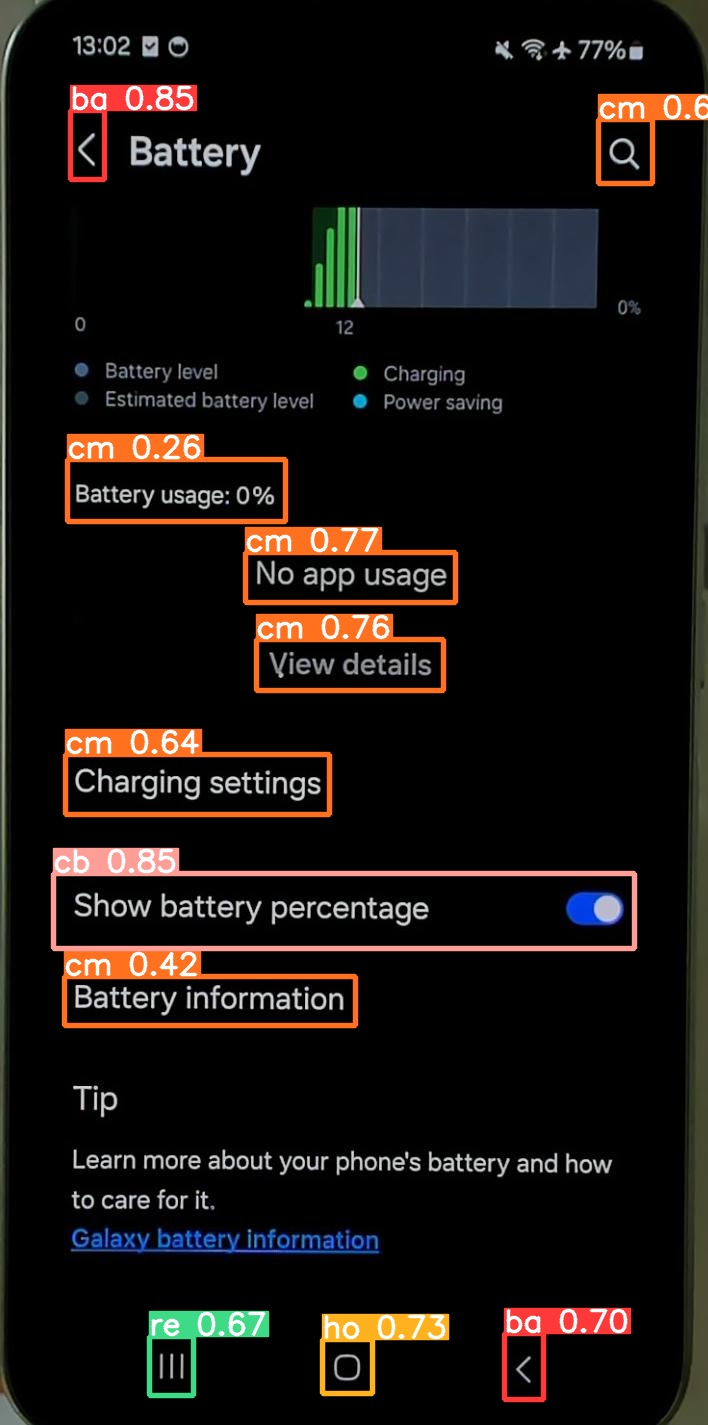 13:02 77%
ba 0.85
cm 0.6
Battery
0%
0 12
Battery level Charging
Estimated battery level Power saving
cm 0.26
Battery usage: 0%
cm 0.77
No app usage
cm 0.76
View details
cm 0.64
Charging settings
cb 0.85
Show battery percentage
cm 0.42
Battery information
Tip
Learn more about your phone's battery and how
to care for it.
Galaxy battery information
re 0.67 ho 0.73 ba 0.70